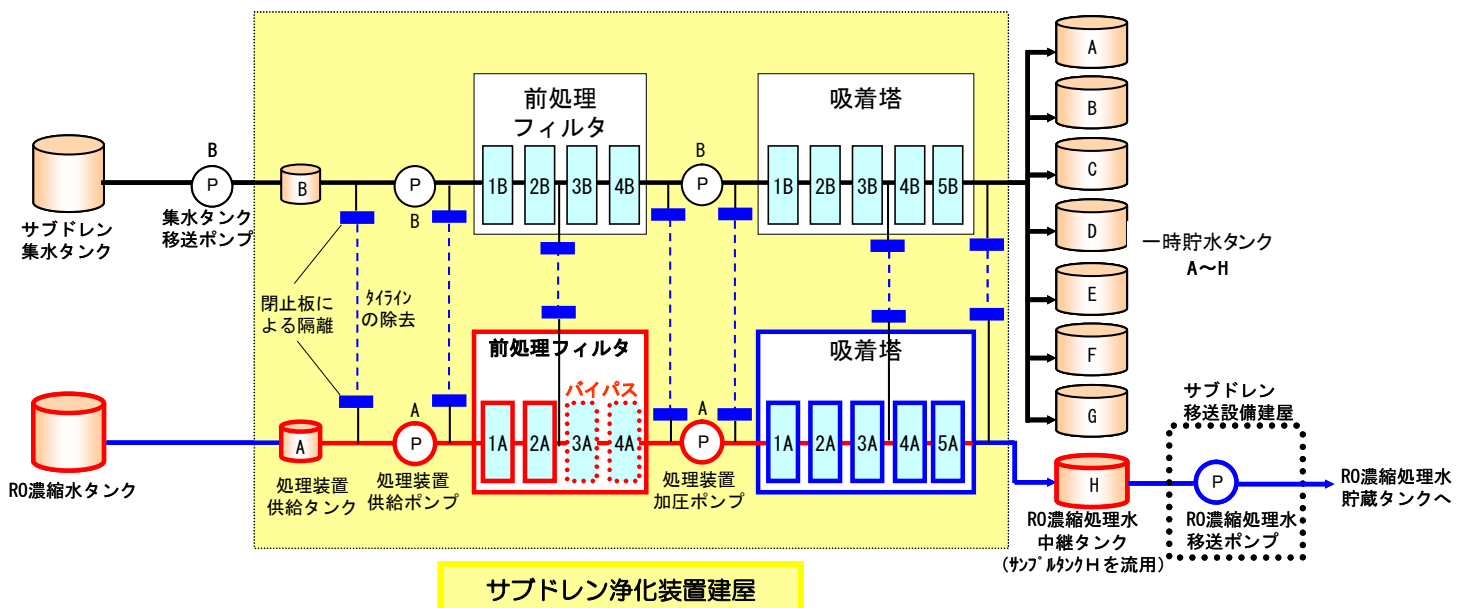 前処理
フィルタ
吸着塔
A
B
C
D
E
F
G
B
P
B
P
B
B
P
1B
2B
3B
4B
1B
2B
3B
4B
5B
サブドレン
集水タンク
集水タンク
移送ポンプ
一時貯水タンク
A～H
閉止板に
よる隔離
ﾀｲﾗｲﾝ
の除去
前処理フィルタ
バイパス
吸着塔
サブドレン
移送設備建屋
A
A
P
1A
2A
3A
4A
A
P
1A
2A
3A
4A
5A
H
P
RO濃縮水タンク
処理装置
供給タンク
処理装置
供給ポンプ
処理装置
加圧ポンプ
RO濃縮処理水
中継タンク
(ｻﾝﾌﾟﾙﾀﾝｸHを流用)
RO濃縮処理水
移送ポンプ
RO濃縮処理水
貯蔵タンクへ
サブドレン浄化装置建屋